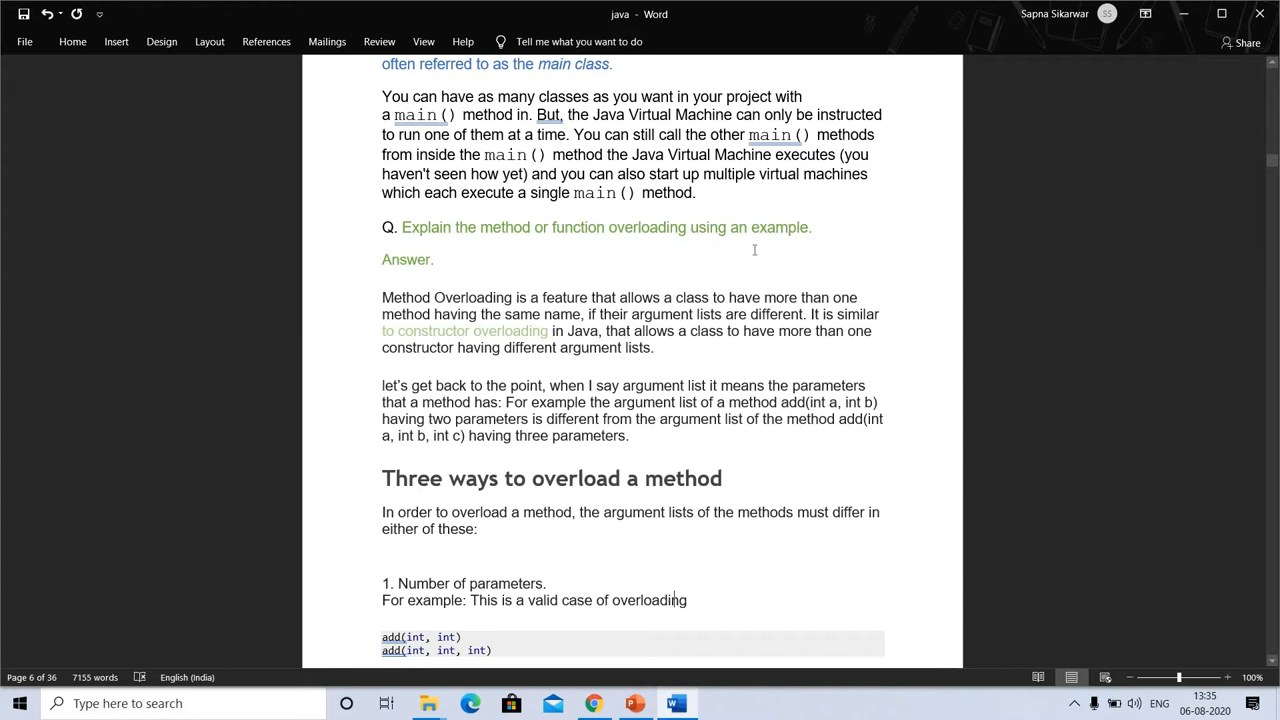 java - Word
Sapna Sikarwar
SS
File Home Insert Design Layout References Mailings Review View Help Tell me what you want to do
Share
often referred to as the main class.
You can have as many classes as you want in your project with
a main() method in. But, the Java Virtual Machine can only be instructed
to run one of them at a time. You can still call the other main() methods
from inside the main() method the Java Virtual Machine executes (you
haven't seen how yet) and you can also start up multiple virtual machines
which each execute a single main() method.
Q. Explain the method or function overloading using an example.
Answer.
Method Overloading is a feature that allows a class to have more than one
method having the same name, if their argument lists are different. It is similar
to constructor overloading in Java, that allows a class to have more than one
constructor having different argument lists.
let's get back to the point, when I say argument list it means the parameters
that a method has: For example the argument list of a method add(int a, int b)
having two parameters is different from the argument list of the method add(int
a, int b, int c) having three parameters.
Three ways to overload a method
In order to overload a method, the argument lists of the methods must differ in
either of these:
1. Number of parameters.
For example: This is a valid case of overloading
add(int, int)
add(int, int, int)
Page 6 of 36 7155 words English (India) 100%
Type here to search
ENG
13:35
06-08-2020